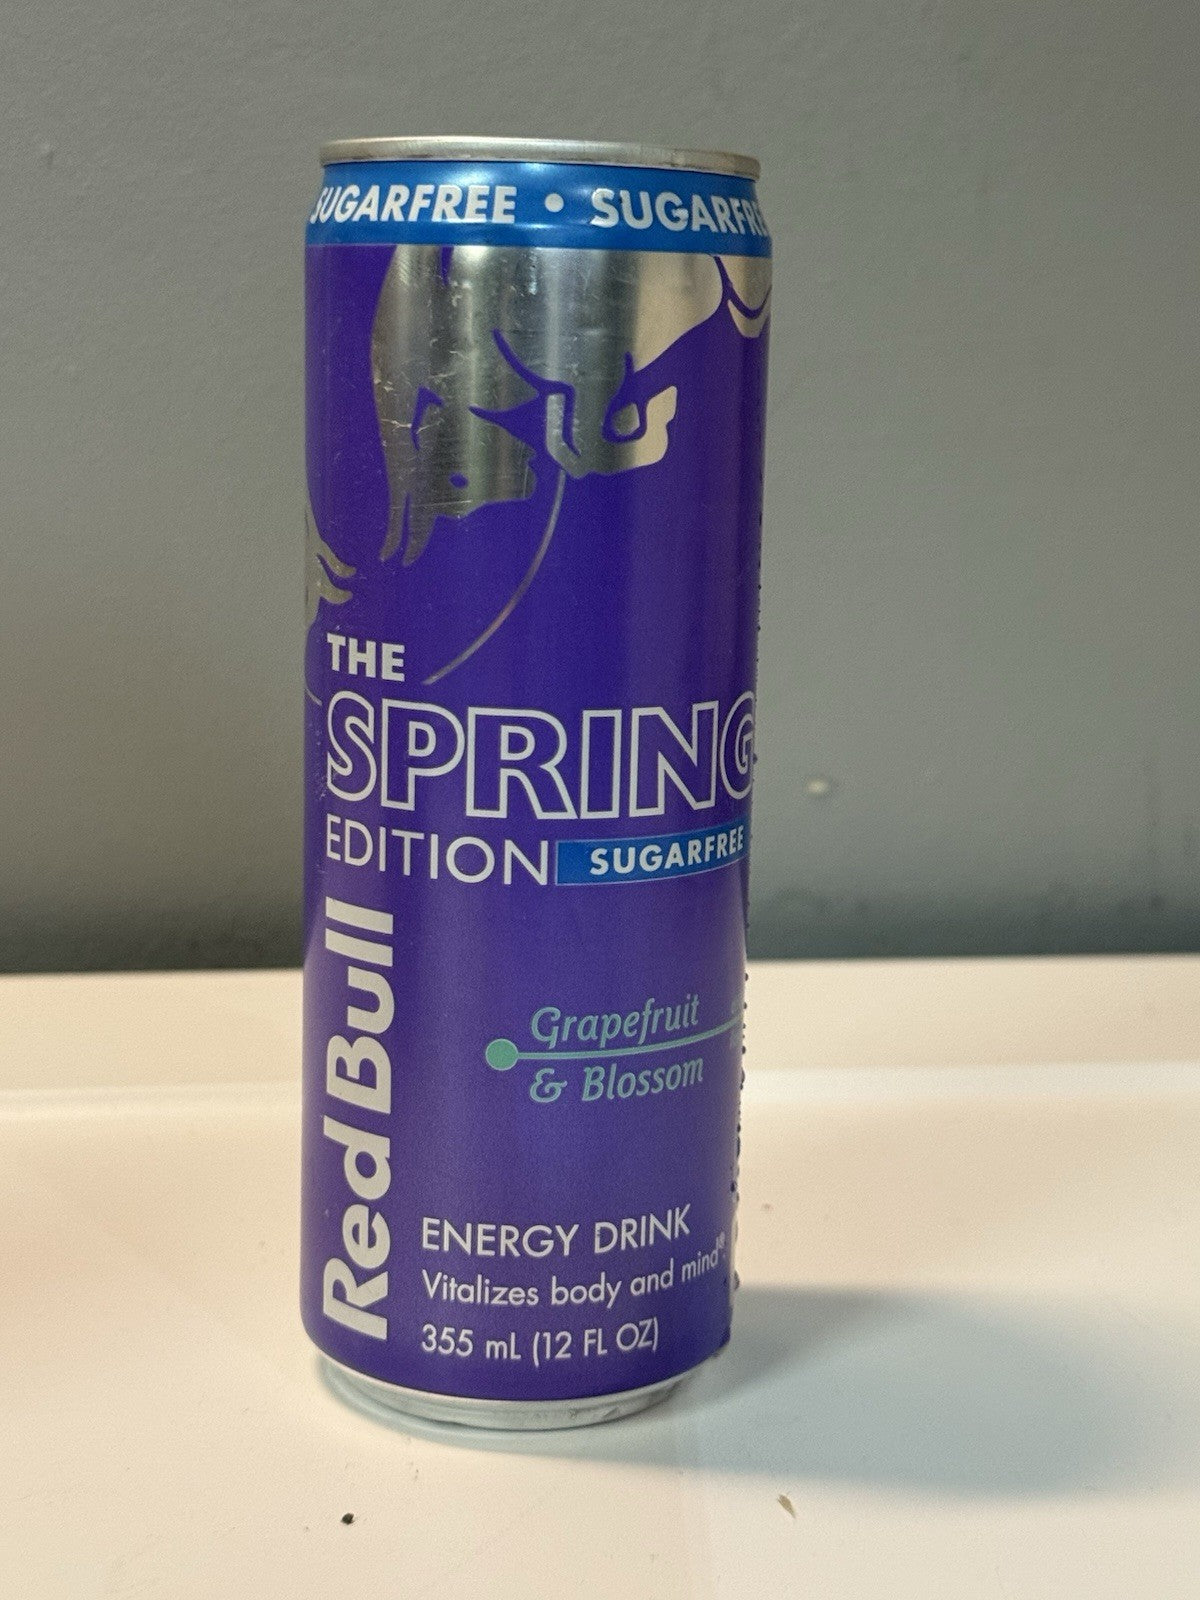 SUGARFREE • SUGARFREE
THE
SPRING
EDITION SUGARFREE
Red Bull
Grapefruit
& Blossom
ENERGY DRINK
Vitalizes body and mind®.
355 mL (12 FL OZ)